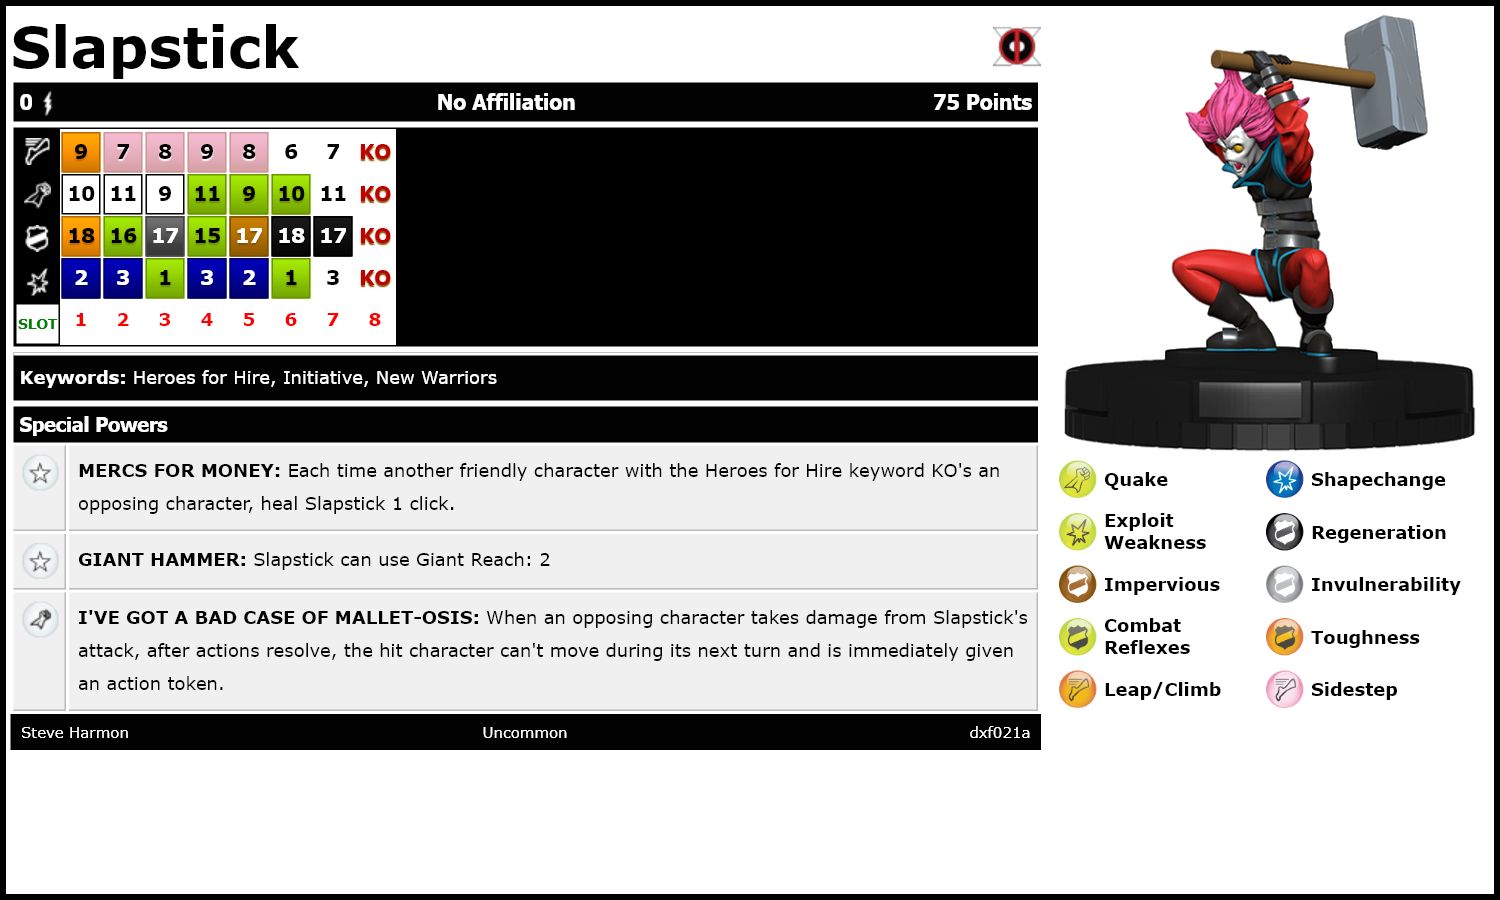 Slapstick
0 No Affiliation 75 Points
9 7 8 9 8 6 7 KO
10 11 9 11 9 10 11 KO
18 16 17 15 17 18 17 KO
2 3 1 3 2 1 3 KO
SLOT 1 2 3 4 5 6 7 8
Keywords: Heroes for Hire, Initiative, New Warriors
Special Powers
MERCS FOR MONEY: Each time another friendly character with the Heroes for Hire keyword KO's an
opposing character, heal Slapstick 1 click.
GIANT HAMMER: Slapstick can use Giant Reach: 2
I'VE GOT A BAD CASE OF MALLET-OSIS: When an opposing character takes damage from Slapstick's
attack, after actions resolve, the hit character can't move during its next turn and is immediately given
an action token.
Steve Harmon Uncommon dxf021a
Quake
Shapechange
Exploit
Weakness
Regeneration
Impervious
Invulnerability
Combat
Reflexes
Toughness
Leap/Climb
Sidestep